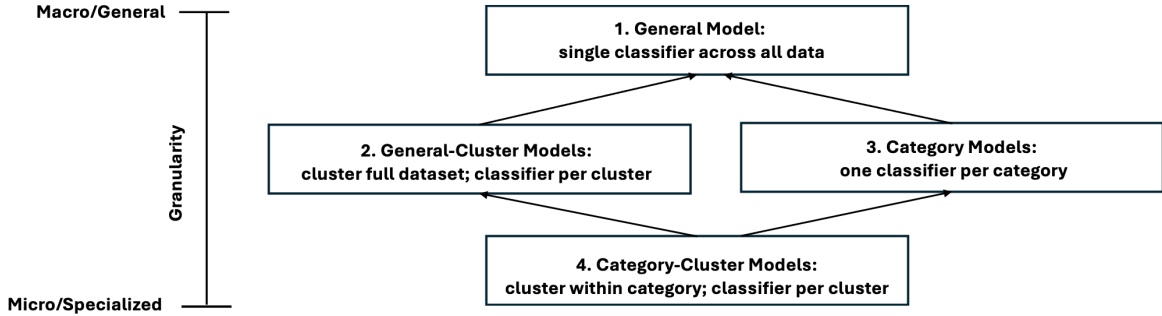 Macro/General
1. General Model:
single classifier across all data
Granularity
2. General-Cluster Models:
cluster full dataset; classifier per cluster
3. Category Models:
one classifier per category
4. Category-Cluster Models:
cluster within category; classifier per cluster
Micro/Specialized